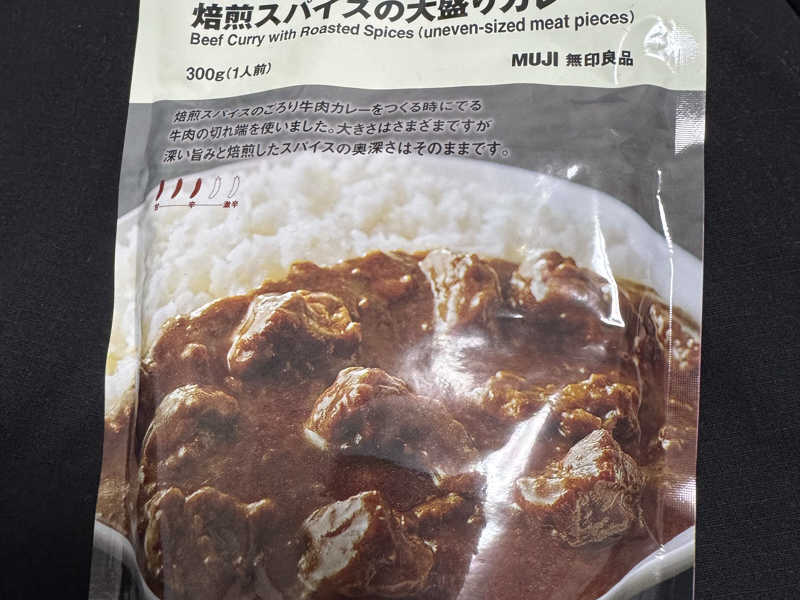 焙煎スパイスの大盛りカレー
Beef Curry with Roasted Spices (uneven-sized meat pieces)
300g(1人前)
MUJI 無印良品
焙煎スパイスのごろり牛肉カレーをつくる時にでる
牛肉の切れ端を使いました。大きさはさまざまですが
深い旨みと焙煎したスパイスの奥深さはそのままです。
辛 激辛